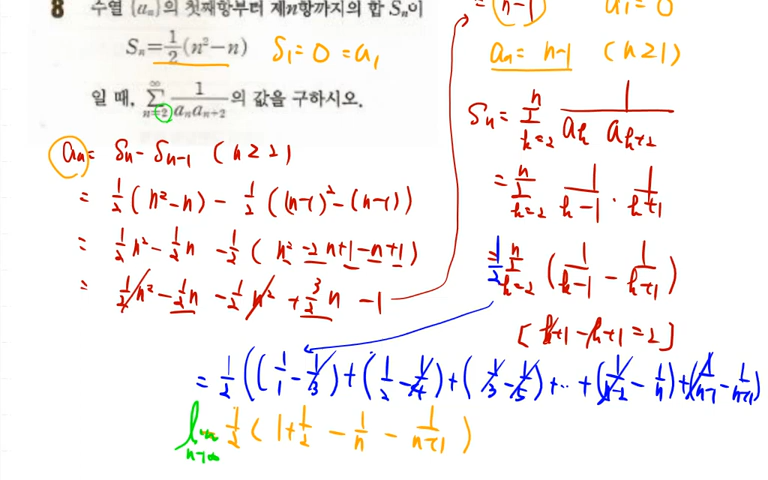 8 수열 {aₙ}의 첫째항부터 제n항까지의 합 Sₙ이
Sₙ=½(n²−n) S₁=0=a₁
일 때, ∑_{n=2}^{∞} 1/(aₙaₙ₊₂)의 값을 구하시오.
aₙ= Sₙ−Sₙ₋₁ (n≥2)
= ½(n²−n) − ½((n−1)²−(n−1))
= ½n²−½n −½(n²−2n+1−n+1)
= ½n²−½n −½n² +3/2 n −1
= n−1 a₁=0
aₙ= n−1 (n≥1)
Sₙ= ∑_{k=2}^{n} 1/(aₖ aₖ₊₂)
= ∑_{k=2}^{n} 1/(k−1) · 1/(k+1)
= ½ ∑_{k=2}^{n} (1/(k−1) − 1/(k+1))
[k+1−k+1=2]
= ½((1/1 − 1/3)+(1/2−1/4)+(1/3−1/5)+…+(1/(n−2)−1/n)+(1/(n−1)−1/(n+1))
lim_{n→∞} ½(1+½−1/n−1/(n+1))